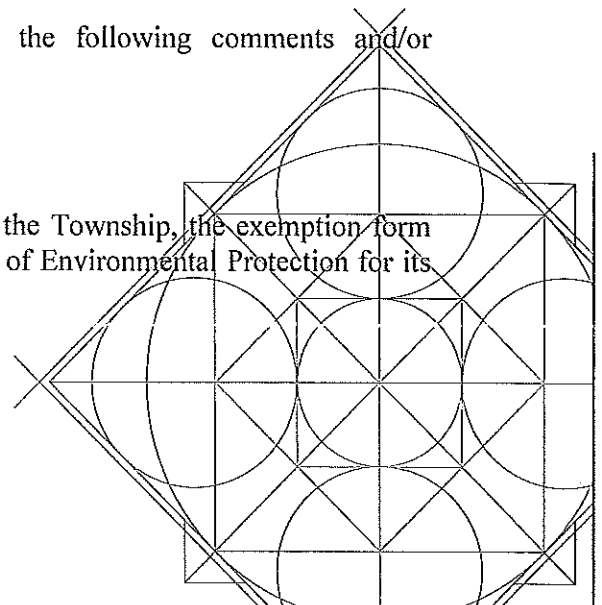 the following comments and/or
the Township, the exemption form
of Environmental Protection for its